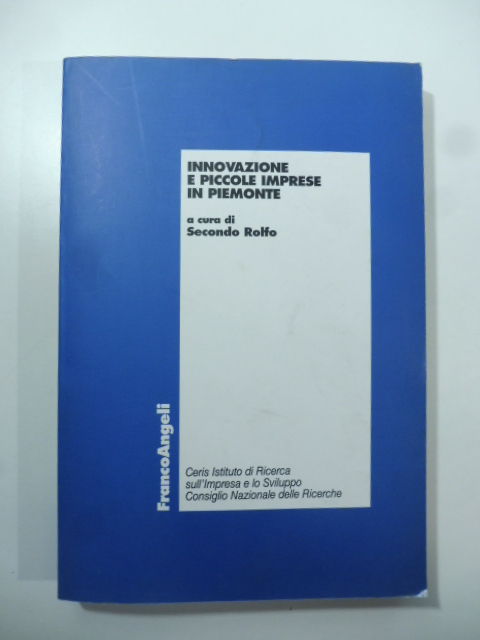 INNOVAZIONE
E PICCOLE IMPRESE
IN PIEMONTE
a cura di
Secondo Rolfo
FrancoAngeli
Ceris Istituto di Ricerca
sull'Impresa e lo Sviluppo
Consiglio Nazionale delle Ricerche